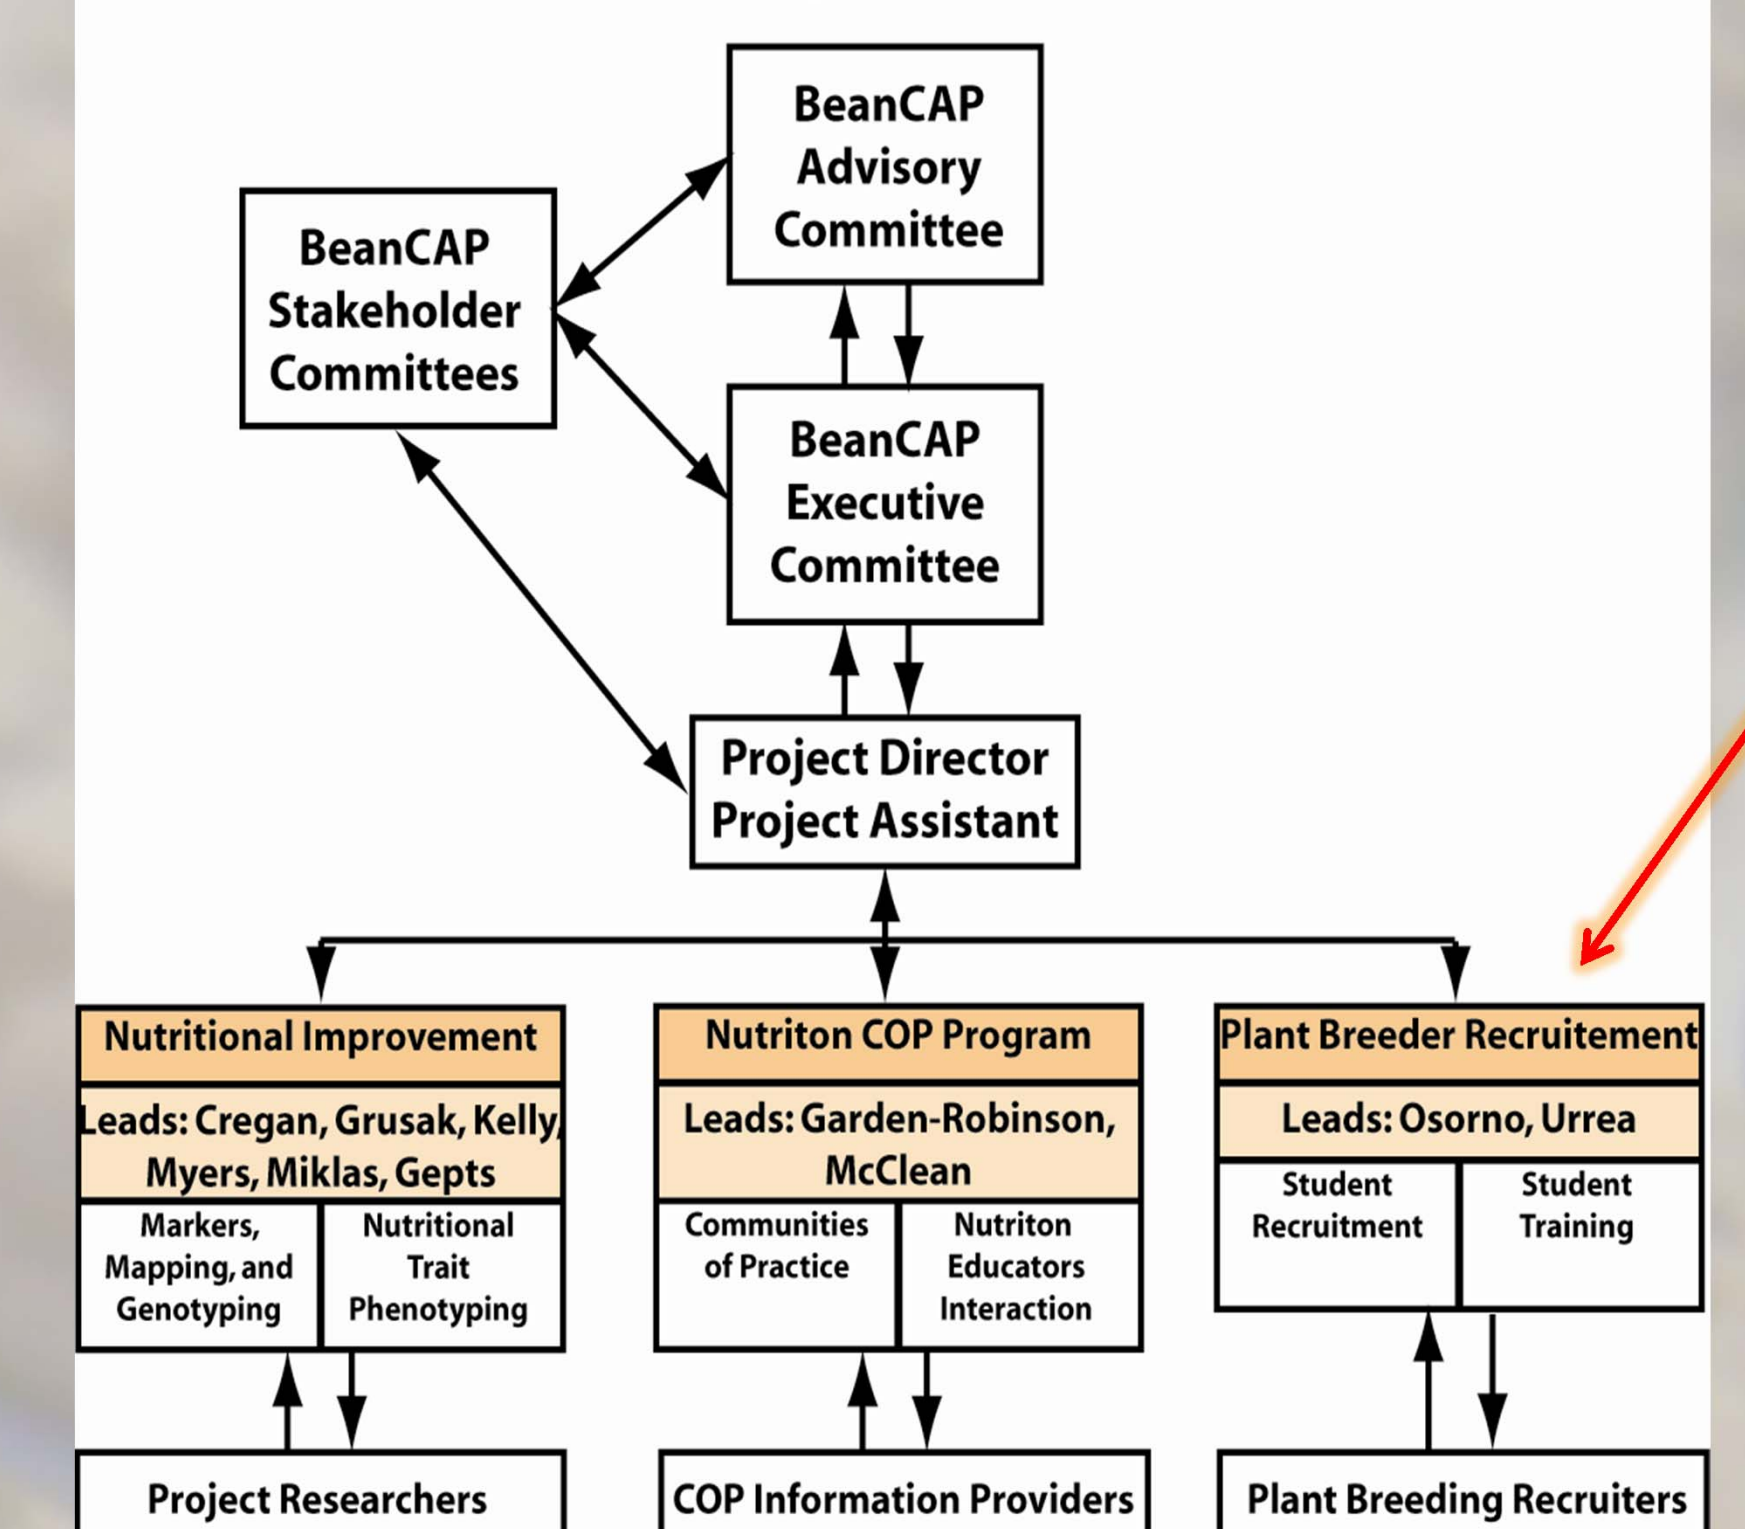 BeanCAP
Advisory
Committee
BeanCAP
Stakeholder
Committees
BeanCAP
Executive
Committee
Project Director
Project Assistant
Nutritional Improvement
Leads: Cregan, Grusak, Kelly,
Myers, Miklas, Gepts
Markers,
Mapping, and
Genotyping
Nutritional
Trait
Phenotyping
Nutriton COP Program
Leads: Garden-Robinson,
McClean
Communities
of Practice
Nutriton
Educators
Interaction
Plant Breeder Recruitement
Leads: Osorno, Urrea
Student
Recruitment
Student
Training
Project Researchers
COP Information Providers
Plant Breeding Recruiters